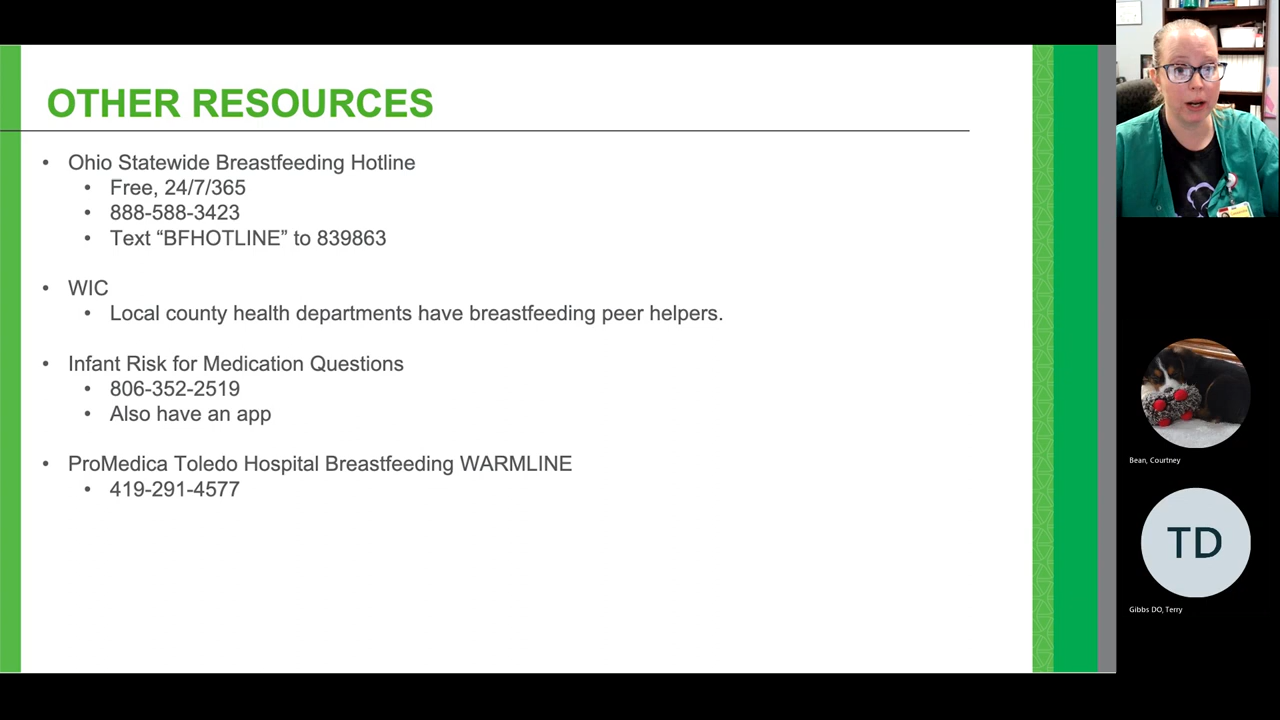 OTHER RESOURCES
• Ohio Statewide Breastfeeding Hotline
• Free, 24/7/365
• 888-588-3423
• Text “BFHOTLINE” to 839863
• WIC
• Local county health departments have breastfeeding peer helpers.
• Infant Risk for Medication Questions
• 806-352-2519
• Also have an app
• ProMedica Toledo Hospital Breastfeeding WARMLINE
• 419-291-4577
Bean, Courtney
TD
Gibbs DO, Terry